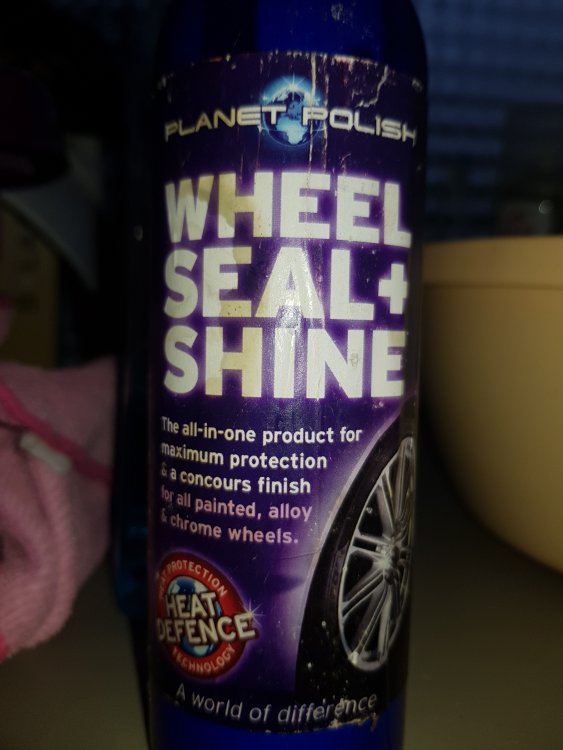 PLANET POLISH
WHEEL
SEAL+
SHINE
The all-in-one product for
maximum protection
& a concours finish
for all painted, alloy
& chrome wheels.
HEAT PROTECTION
HEAT
DEFENCE
TECHNOLOGY
A world of difference